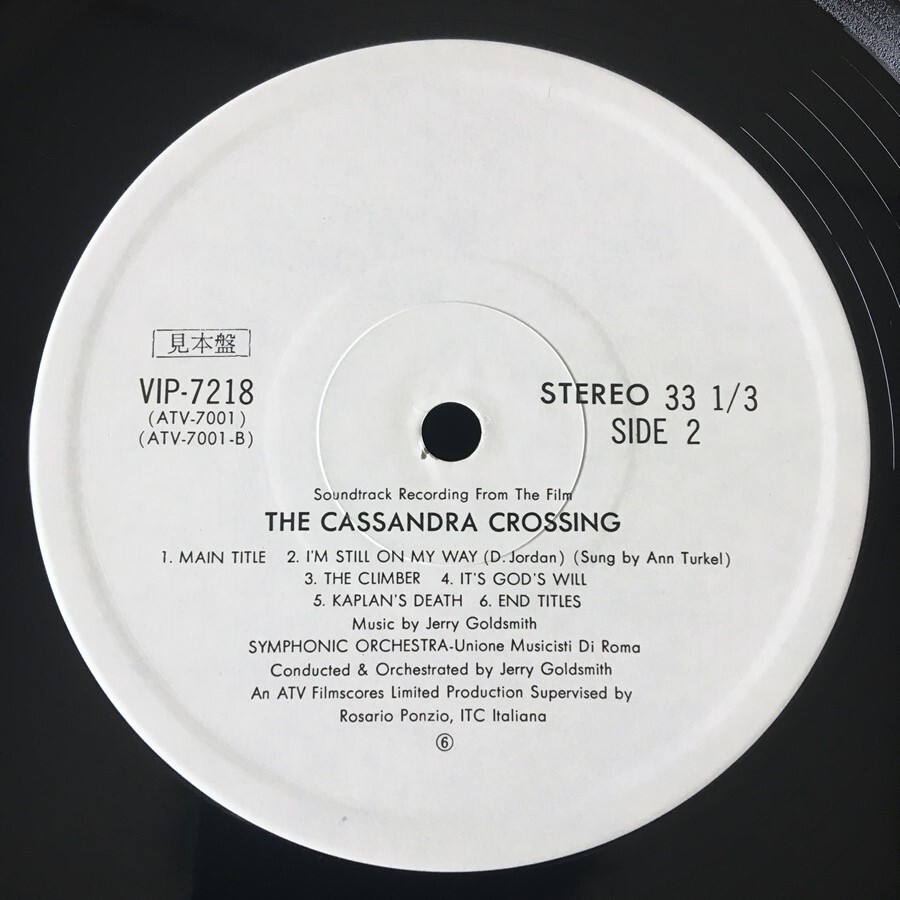 見本盤
VIP-7218
(ATV-7001)
(ATV-7001-B)
STEREO 33 1/3
SIDE 2
Soundtrack Recording From The Film
THE CASSANDRA CROSSING
1. MAIN TITLE 2. I'M STILL ON MY WAY (D. Jordan) (Sung by Ann Turkel)
3. THE CLIMBER 4. IT'S GOD'S WILL
5. KAPLAN'S DEATH 6. END TITLES
Music by Jerry Goldsmith
SYMPHONIC ORCHESTRA-Unione Musicisti Di Roma
Conducted & Orchestrated by Jerry Goldsmith
An ATV Filmscores Limited Production Supervised by
Rosario Ponzio, ITC Italiana
⑥